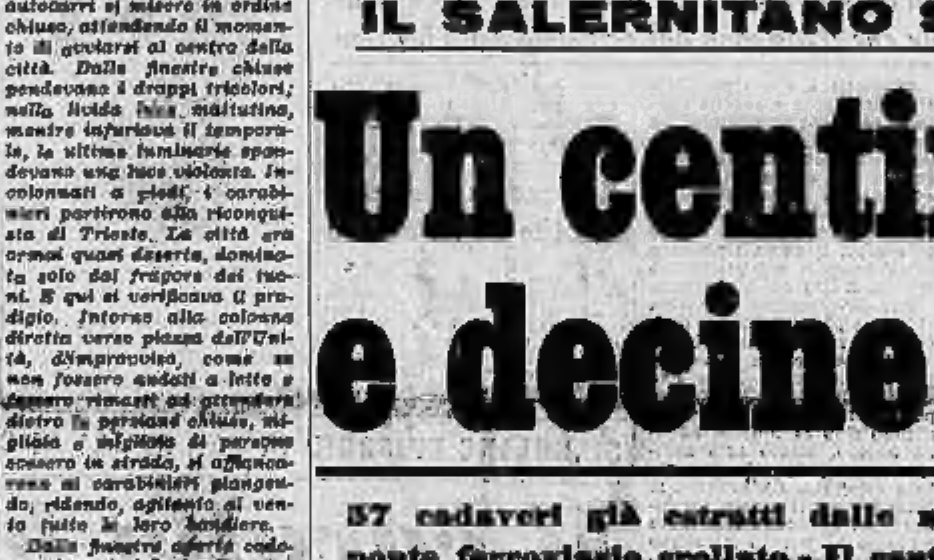 autocarri si misero in ordine
chiuso, attendendo il momen-
to di avviarsi al centro della
città. Dalle finestre chiuse
pendevano i drappi tricolori;
nella livida luce mattutina,
mentre infuriava il tempora-
le, le ultime luminarie span-
devano una luce violenta. In-
colonnati a piedi, i carabi-
nieri partirono alla riconqui-
sta di Trieste. La città era
ormai quasi deserta, domina-
ta solo dal fragore dei tuo-
ni. E qui si verificava il pro-
digio. Intorno alla colonna
diretta verso piazza dell'Uni-
tà, d'improvviso, come se
non fossero andati a letto e
fossero rimasti ad attendere
dietro le persiane chiuse, mi-
gliaia e migliaia di persone
scesero in strada, si affianca-
rono ai carabinieri piangen-
do, ridendo, agitando al ven-
to tutte le loro bandiere.
Dalle finestre aperte cade-
IL SALERNITANO S
Un centi
e decine
37 cadaveri già estratti dalle
ponte ferroviario crollato - Il